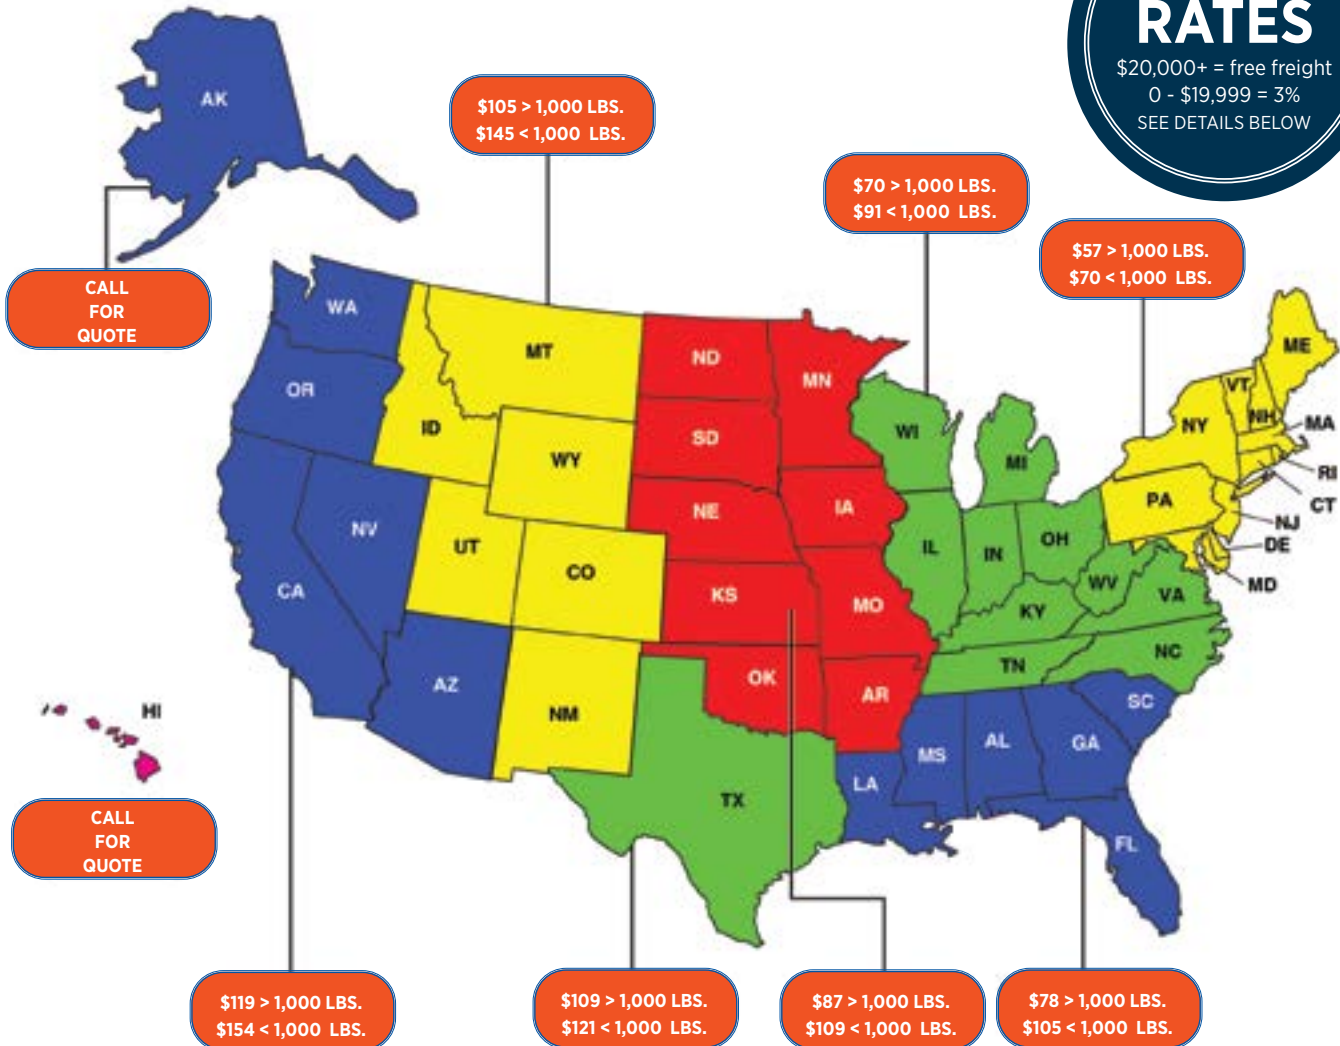 RATES
$20,000+ = free freight
0 - $19,999 = 3%
SEE DETAILS BELOW
AK
$105 > 1,000 LBS.
$145 < 1,000 LBS.
$70 > 1,000 LBS.
$91 < 1,000 LBS.
$57 > 1,000 LBS.
$70 < 1,000 LBS.
CALL
FOR
QUOTE
WA
OR
MT
ID
WY
ND
MN
SD
NE
IA
WI
MI
NY
VT
NH
ME
MA
RI
CT
NJ
DE
MD
PA
NV
UT
CO
CA
KS
MO
IL
IN
OH
WV
VA
KY
NC
TN
AZ
NM
OK
AR
SC
HI
TX
LA
MS
AL
GA
FL
CALL
FOR
QUOTE
$119 > 1,000 LBS.
$154 < 1,000 LBS.
$109 > 1,000 LBS.
$121 < 1,000 LBS.
$87 > 1,000 LBS.
$109 < 1,000 LBS.
$78 > 1,000 LBS.
$105 < 1,000 LBS.